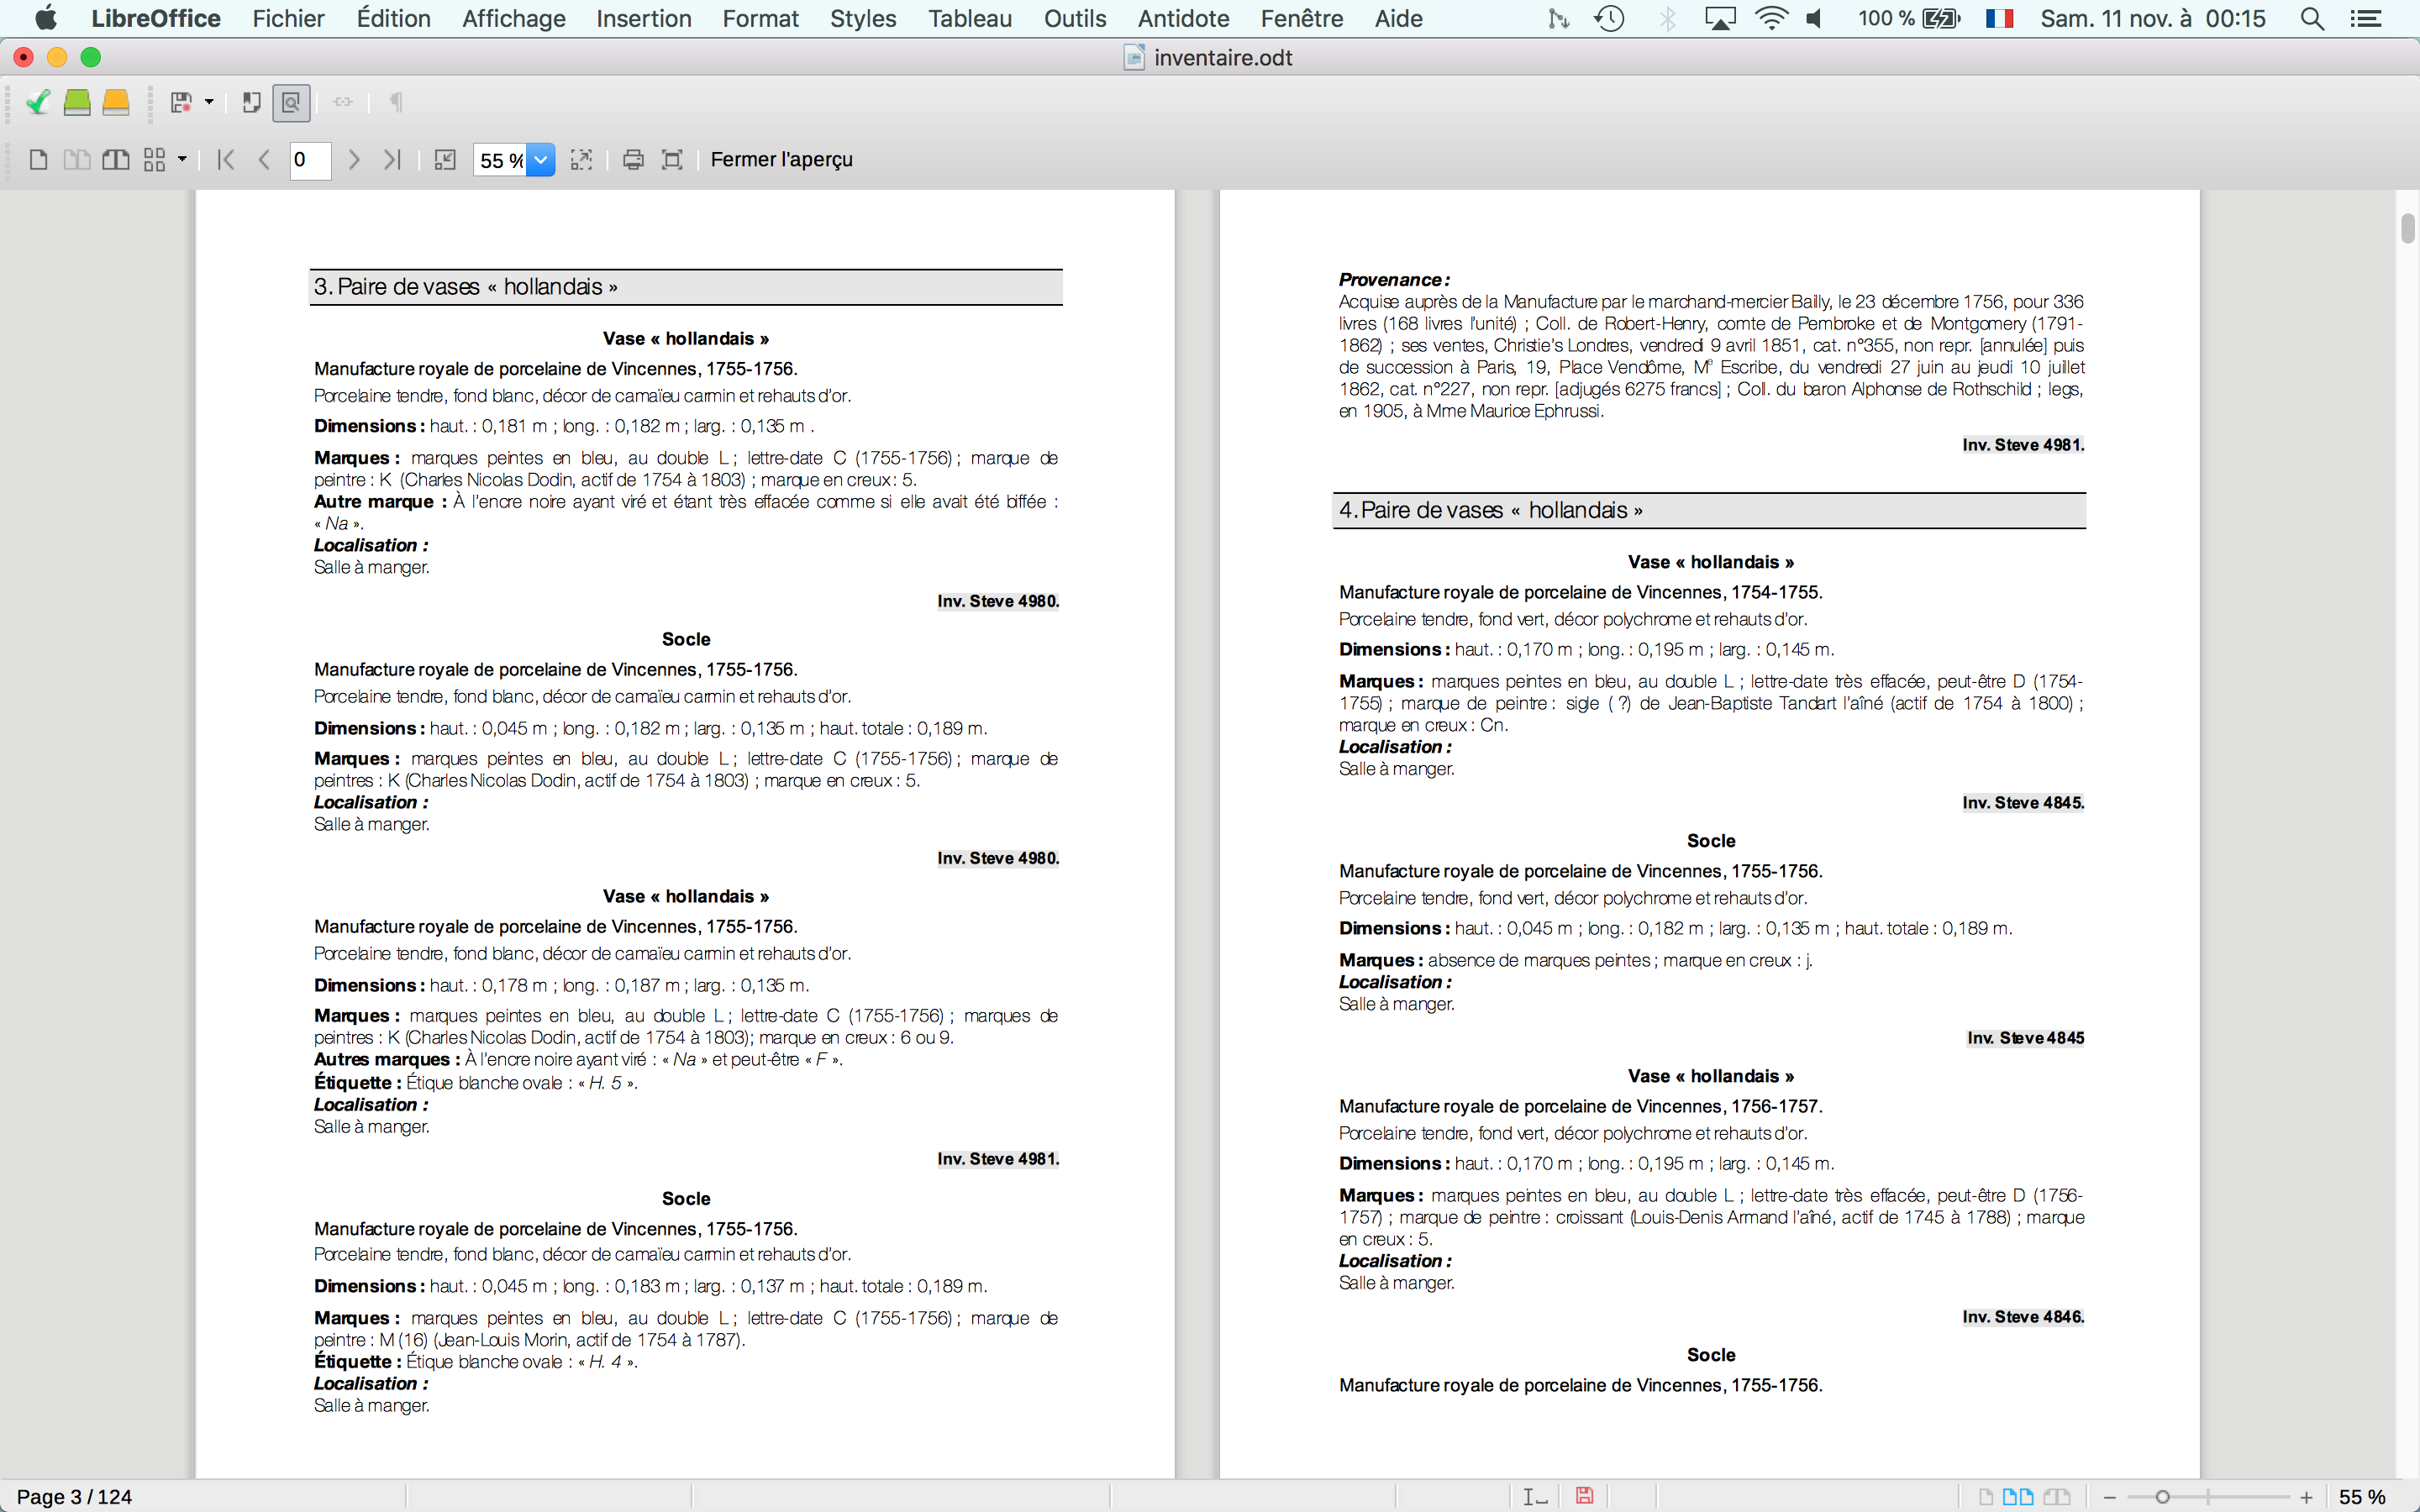 LibreOffice Fichier Édition Affichage Insertion Format Styles Tableau Outils Antidote Fenêtre Aide 100 % Sam. 11 nov. à 00:15
inventaire.odt
0 55 % Fermer l'aperçu
3. Paire de vases « hollandais »
Vase « hollandais »
Manufacture royale de porcelaine de Vincennes, 1755-1756.
Porcelaine tendre, fond blanc, décor de camaïeu carmin et rehauts d'or.
Dimensions : haut. : 0,181 m ; long. : 0,182 m ; larg. : 0,135 m .
Marques : marques peintes en bleu, au double L ; lettre-date C (1755-1756) ; marque de
peintre : K (Charles Nicolas Dodin, actif de 1754 à 1803) ; marque en creux : 5.
Autre marque : À l'encre noire ayant viré et étant très effacée comme si elle avait été biffée :
« Na ».
Localisation :
Salle à manger.
Inv. Steve 4980.
Socle
Manufacture royale de porcelaine de Vincennes, 1755-1756.
Porcelaine tendre, fond blanc, décor de camaïeu carmin et rehauts d'or.
Dimensions : haut. : 0,045 m ; long. : 0,182 m ; larg. : 0,135 m ; haut. totale : 0,189 m.
Marques : marques peintes en bleu, au double L ; lettre-date C (1755-1756) ; marque de
peintres : K (Charles Nicolas Dodin, actif de 1754 à 1803) ; marque en creux : 5.
Localisation :
Salle à manger.
Inv. Steve 4980.
Vase « hollandais »
Manufacture royale de porcelaine de Vincennes, 1755-1756.
Porcelaine tendre, fond blanc, décor de camaïeu carmin et rehauts d'or.
Dimensions : haut. : 0,178 m ; long. : 0,187 m ; larg. : 0,135 m.
Marques : marques peintes en bleu, au double L ; lettre-date C (1755-1756) ; marques de
peintres : K (Charles Nicolas Dodin, actif de 1754 à 1803); marque en creux : 6 ou 9.
Autres marques : À l'encre noire ayant viré : « Na » et peut-être « F ».
Étiquette : Étique blanche ovale : « H. 5 ».
Localisation :
Salle à manger.
Inv. Steve 4981.
Socle
Manufacture royale de porcelaine de Vincennes, 1755-1756.
Porcelaine tendre, fond blanc, décor de camaïeu carmin et rehauts d'or.
Dimensions : haut. : 0,045 m ; long. : 0,183 m ; larg. : 0,137 m ; haut. totale : 0,189 m.
Marques : marques peintes en bleu, au double L ; lettre-date C (1755-1756) ; marque de
peintre : M (16) (Jean-Louis Morin, actif de 1754 à 1787).
Étiquette : Étique blanche ovale : « H. 4 ».
Localisation :
Salle à manger.
Provenance :
Acquise auprès de la Manufacture par le marchand-mercier Bailly, le 23 décembre 1756, pour 336
livres (168 livres l'unité) ; Coll. de Robert-Henry, comte de Pembroke et de Montgomery (1791-
1862) ; ses ventes, Christie's Londres, vendredi 9 avril 1851, cat. n°355, non repr. [annulée] puis
de succession à Paris, 19, Place Vendôme, Me Escribe, du vendredi 27 juin au jeudi 10 juillet
1862, cat. n°227, non repr. [adjugés 6275 francs] ; Coll. du baron Alphonse de Rothschild ; legs,
en 1905, à Mme Maurice Ephrussi.
Inv. Steve 4981.
4. Paire de vases « hollandais »
Vase « hollandais »
Manufacture royale de porcelaine de Vincennes, 1754-1755.
Porcelaine tendre, fond vert, décor polychrome et rehauts d'or.
Dimensions : haut. : 0,170 m ; long. : 0,195 m ; larg. : 0,145 m.
Marques : marques peintes en bleu, au double L ; lettre-date très effacée, peut-être D (1754-
1755) ; marque de peintre : sigle ( ?) de Jean-Baptiste Tandart l'aîné (actif de 1754 à 1800) ;
marque en creux : Cn.
Localisation :
Salle à manger.
Inv. Steve 4845.
Socle
Manufacture royale de porcelaine de Vincennes, 1755-1756.
Porcelaine tendre, fond vert, décor polychrome et rehauts d'or.
Dimensions : haut. : 0,045 m ; long. : 0,182 m ; larg. : 0,135 m ; haut. totale : 0,189 m.
Marques : absence de marques peintes ; marque en creux : j.
Localisation :
Salle à manger.
Inv. Steve 4845
Vase « hollandais »
Manufacture royale de porcelaine de Vincennes, 1756-1757.
Porcelaine tendre, fond vert, décor polychrome et rehauts d'or.
Dimensions : haut. : 0,170 m ; long. : 0,195 m ; larg. : 0,145 m.
Marques : marques peintes en bleu, au double L ; lettre-date très effacée, peut-être D (1756-
1757) ; marque de peintre : croissant (Louis-Denis Armand l'aîné, actif de 1745 à 1788) ; marque
en creux : 5.
Localisation :
Salle à manger.
Inv. Steve 4846.
Socle
Manufacture royale de porcelaine de Vincennes, 1755-1756.
Page 3 / 124 55 %